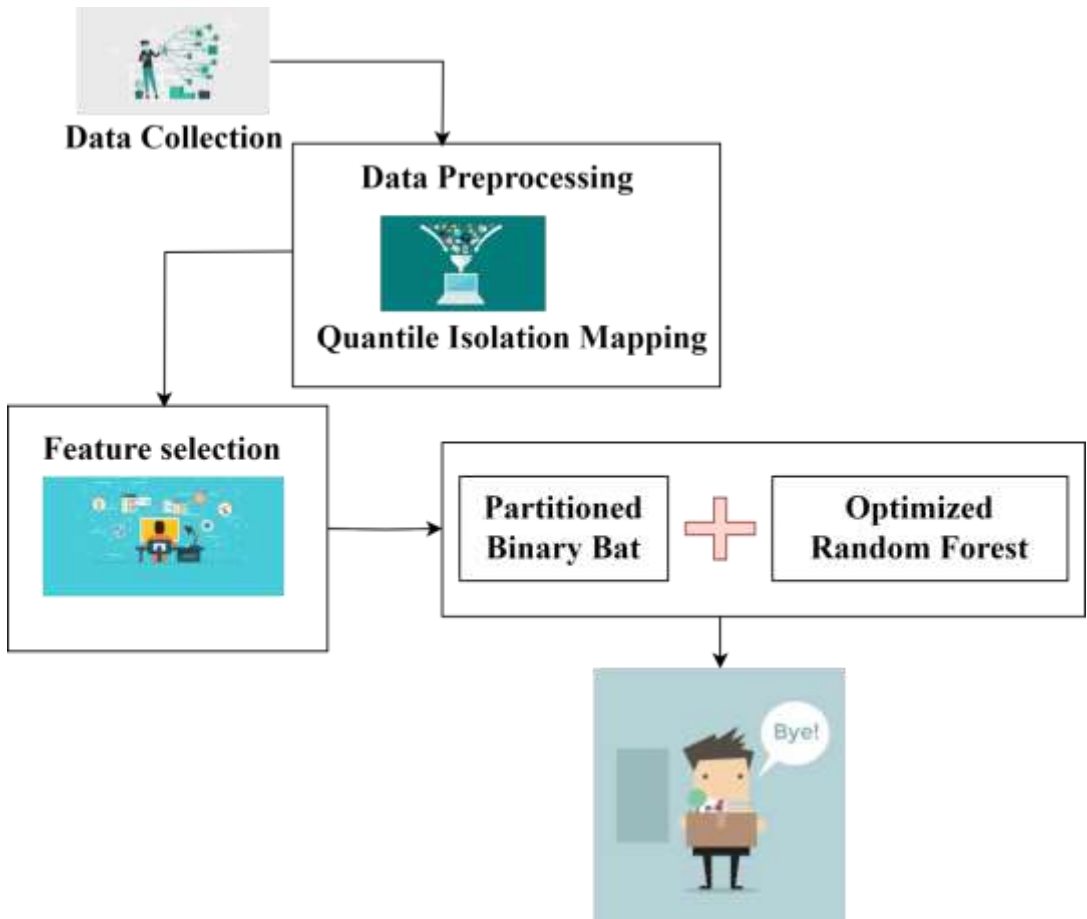 Data Collection
Data Preprocessing
Quantile Isolation Mapping
Feature selection
Partitioned
Binary Bat
Optimized
Random Forest
Bye!